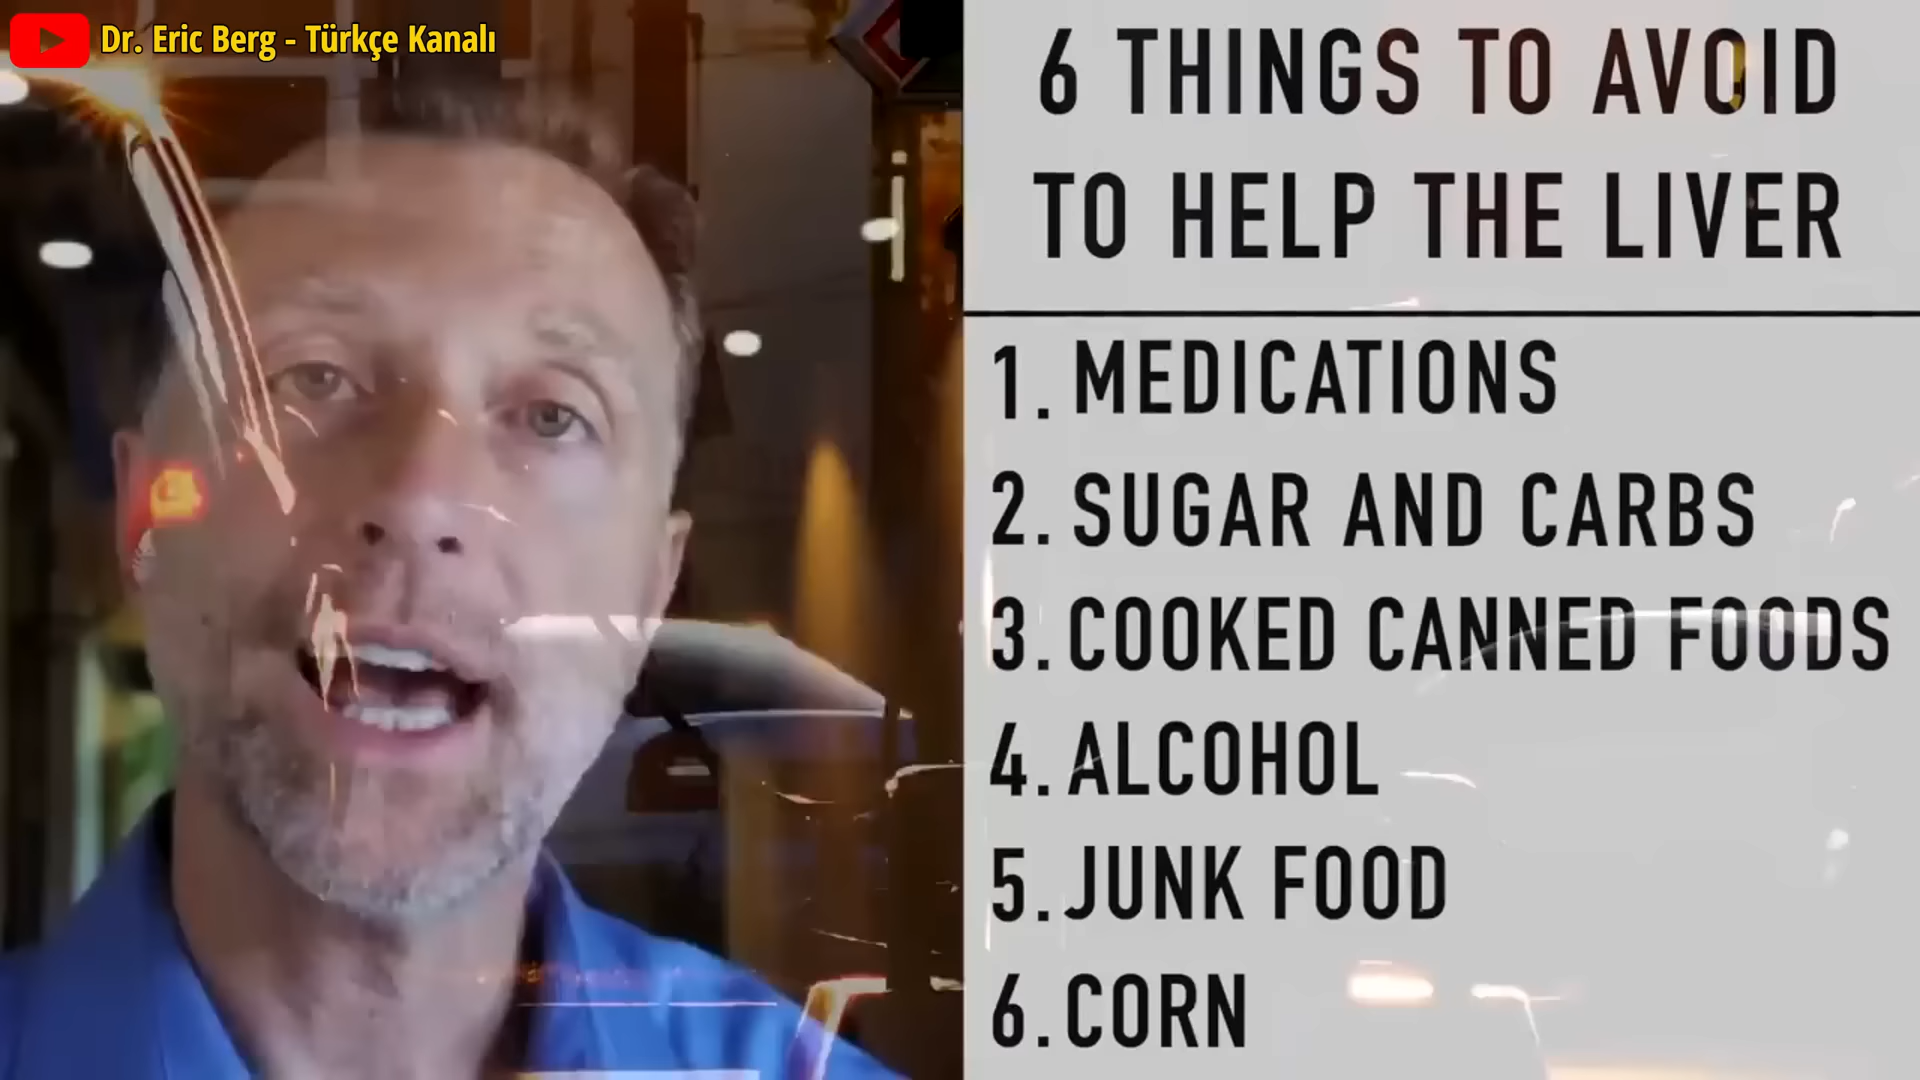 Dr. Eric Berg - Türkçe Kanalı
6 THINGS TO AVOID
TO HELP THE LIVER
1. MEDICATIONS
2. SUGAR AND CARBS
3. COOKED CANNED FOODS
4. ALCOHOL
5. JUNK FOOD
6. CORN